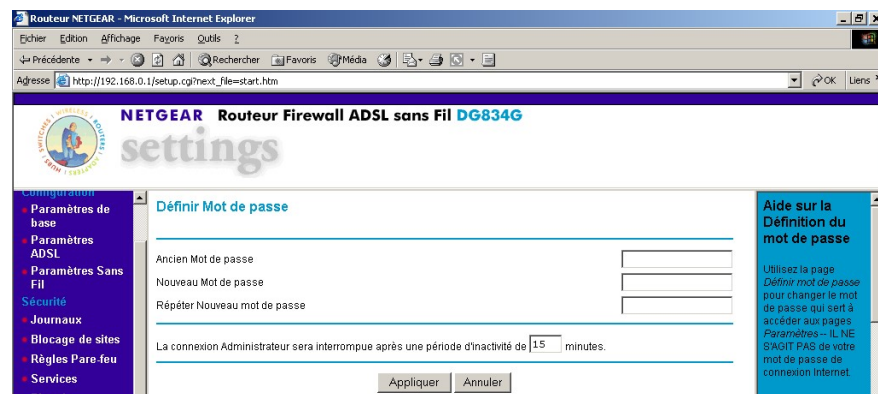 Routeur NETGEAR - Microsoft Internet Explorer
Fichier Edition Affichage Favoris Outils ?
Précédente Rechercher Favoris Média
Adresse http://192.168.0.1/setup.cgi?next_file=start.htm OK Liens
NETGEAR Routeur Firewall ADSL sans Fil DG834G
settings
WIRELESS ROUTERS ADAPTERS HUBS SWITCHES
Configuration
Paramètres de
base
Paramètres
ADSL
Paramètres Sans
Fil
Sécurité
Journaux
Blocage de sites
Règles Pare-feu
Services
Définir Mot de passe
Ancien Mot de passe
Nouveau Mot de passe
Répéter Nouveau mot de passe
La connexion Administrateur sera interrompue après une période d'inactivité de 15 minutes.
Appliquer Annuler
Aide sur la
Définition du
mot de passe
Utilisez la page
Définir mot de passe
pour changer le mot
de passe qui sert à
accéder aux pages
Paramètres -- IL NE
S'AGIT PAS de votre
mot de passe de
connexion Internet.